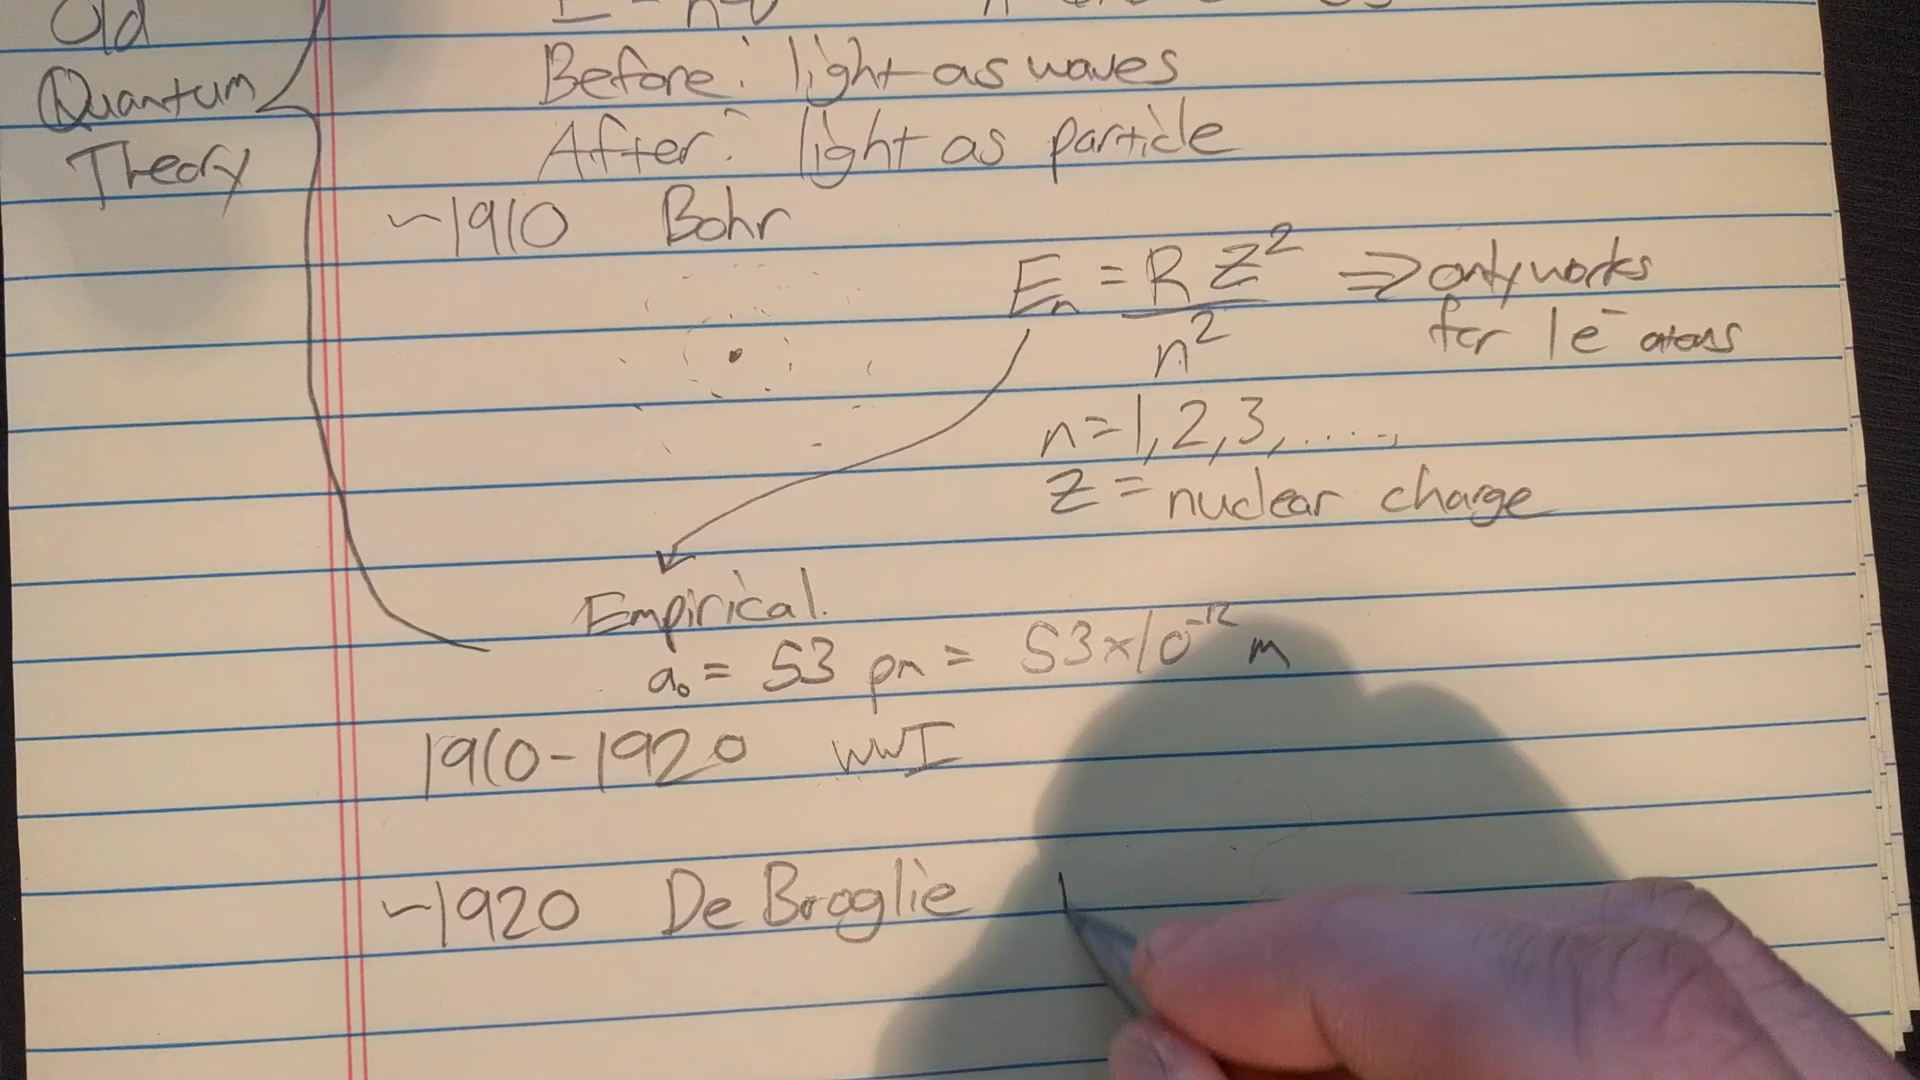 Old
Quantum
Theory
Before: light as waves
After: light as particle
~1910 Bohr
En = R Z² / n² ⇒ only works
for 1e⁻ atoms
n=1,2,3,.....
Z = nuclear charge
Empirical.
a₀ = 53 pm = 53×10⁻¹² m
1910-1920 WWI
~1920 De Broglie